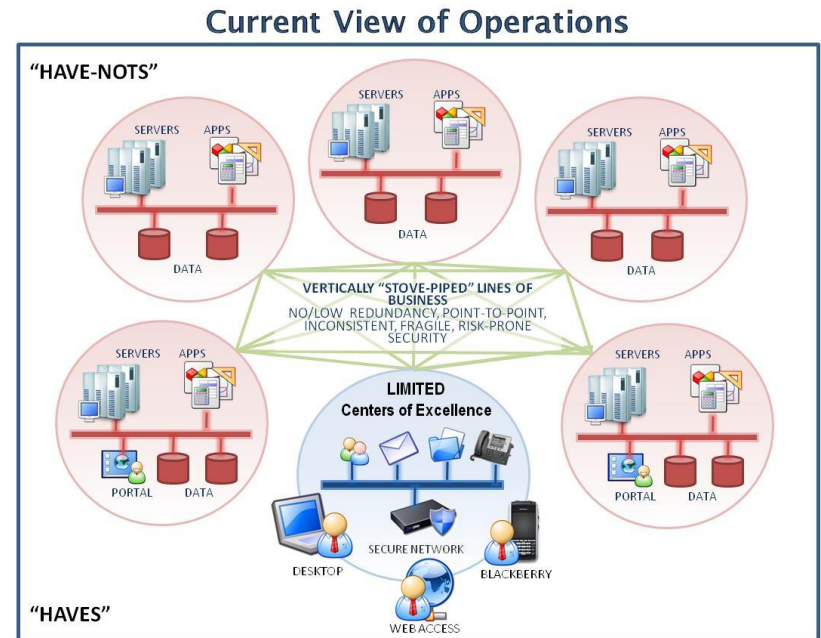 Current View of Operations
"HAVE-NOTS"
SERVERS APPS
DATA
SERVERS APPS
DATA
SERVERS APPS
DATA
VERTICALLY "STOVE-PIPED" LINES OF
BUSINESS
NO/LOW REDUNDANCY, POINT-TO-POINT,
INCONSISTENT, FRAGILE, RISK-PRONE
SECURITY
SERVERS APPS
PORTAL DATA
LIMITED
Centers of Excellence
SECURE NETWORK
DESKTOP
BLACKBERRY
WEB ACCESS
SERVERS APPS
PORTAL DATA
"HAVES"